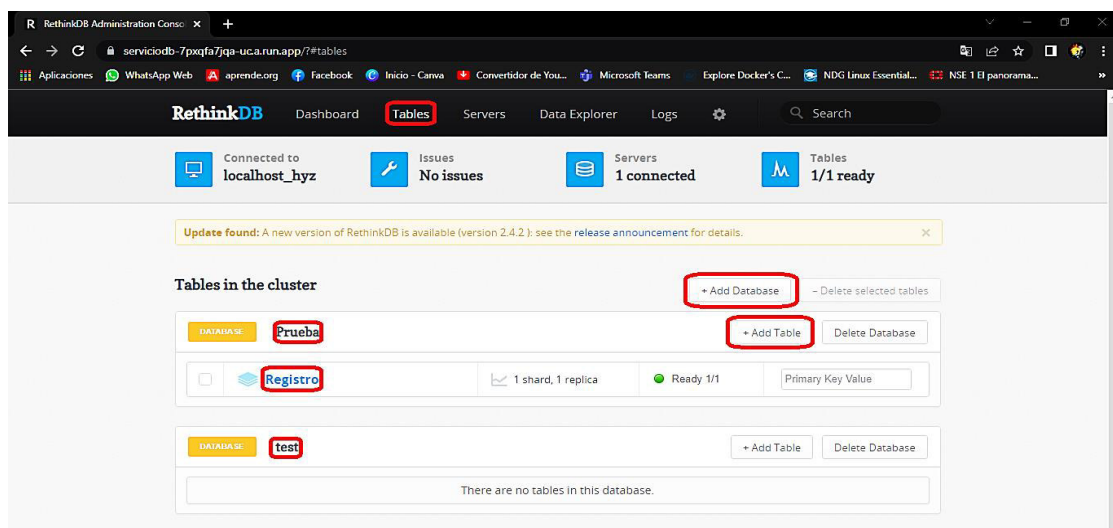 RethinkDB Administration Consol
serviciodb-7pxqfa7jqa-uc.a.run.app/?#tables
Aplicaciones WhatsApp Web aprende.org Facebook Inicio - Canva Convertidor de You... Microsoft Teams Explore Docker's C... NDG Linux Essential... NSE 1 El panorama... »
RethinkDB Dashboard Tables Servers Data Explorer Logs Search
Connected to Issues Servers Tables
localhost_hyz No issues 1 connected 1/1 ready
Update found: A new version of RethinkDB is available (version 2.4.2 ): see the release announcement for details.
Tables in the cluster + Add Database - Delete selected tables
DATABASE Prueba + Add Table Delete Database
Registro 1 shard, 1 replica Ready 1/1 Primary Key Value
DATABASE test + Add Table Delete Database
There are no tables in this database.